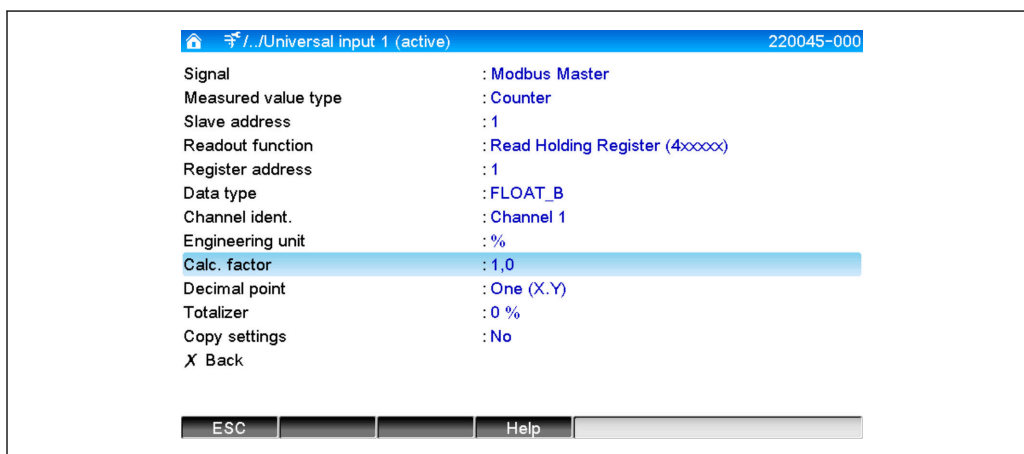 /../Universal input 1 (active) 220045-000
Signal : Modbus Master
Measured value type : Counter
Slave address : 1
Readout function : Read Holding Register (4xxxxx)
Register address : 1
Data type : FLOAT_B
Channel ident. : Channel 1
Engineering unit : %
Calc. factor : 1,0
Decimal point : One (X.Y)
Totalizer : 0 %
Copy settings : No
X Back
ESC Help